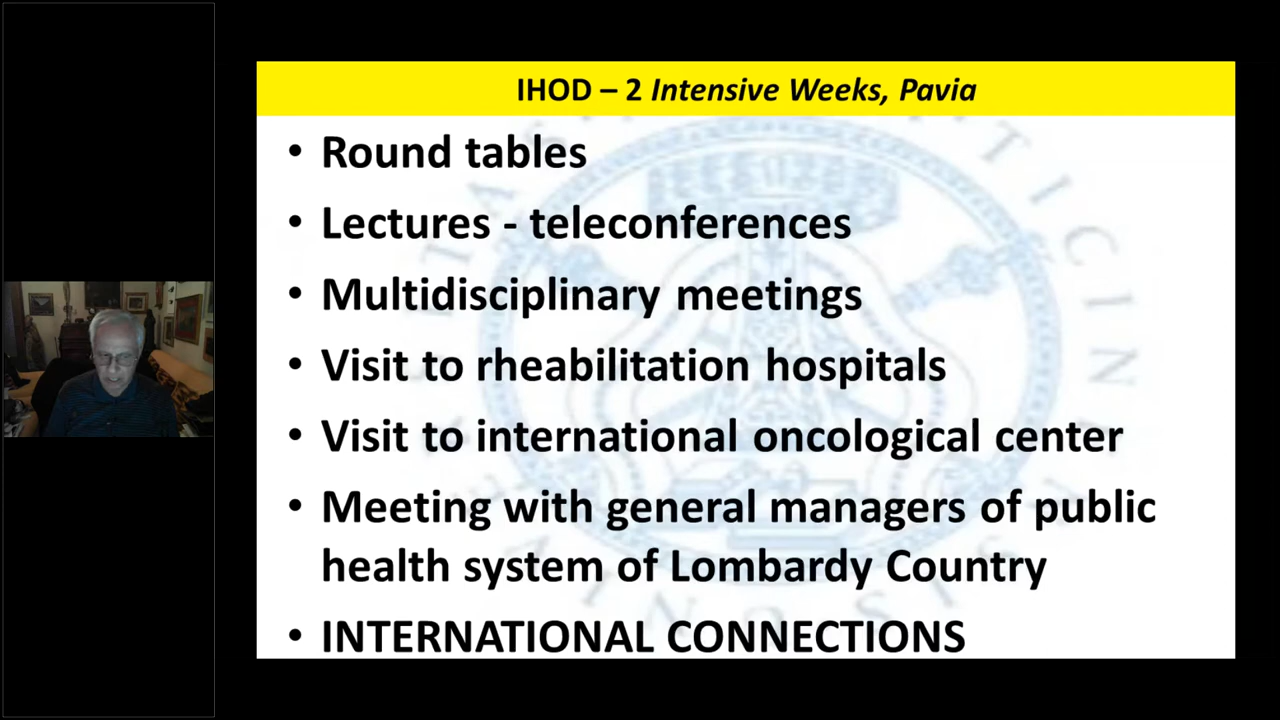 IHOD – 2 Intensive Weeks, Pavia
• Round tables
• Lectures - teleconferences
• Multidisciplinary meetings
• Visit to rheabilitation hospitals
• Visit to international oncological center
• Meeting with general managers of public
health system of Lombardy Country
• INTERNATIONAL CONNECTIONS